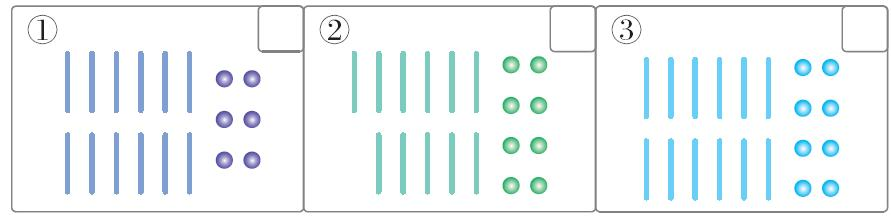 ①
②
③